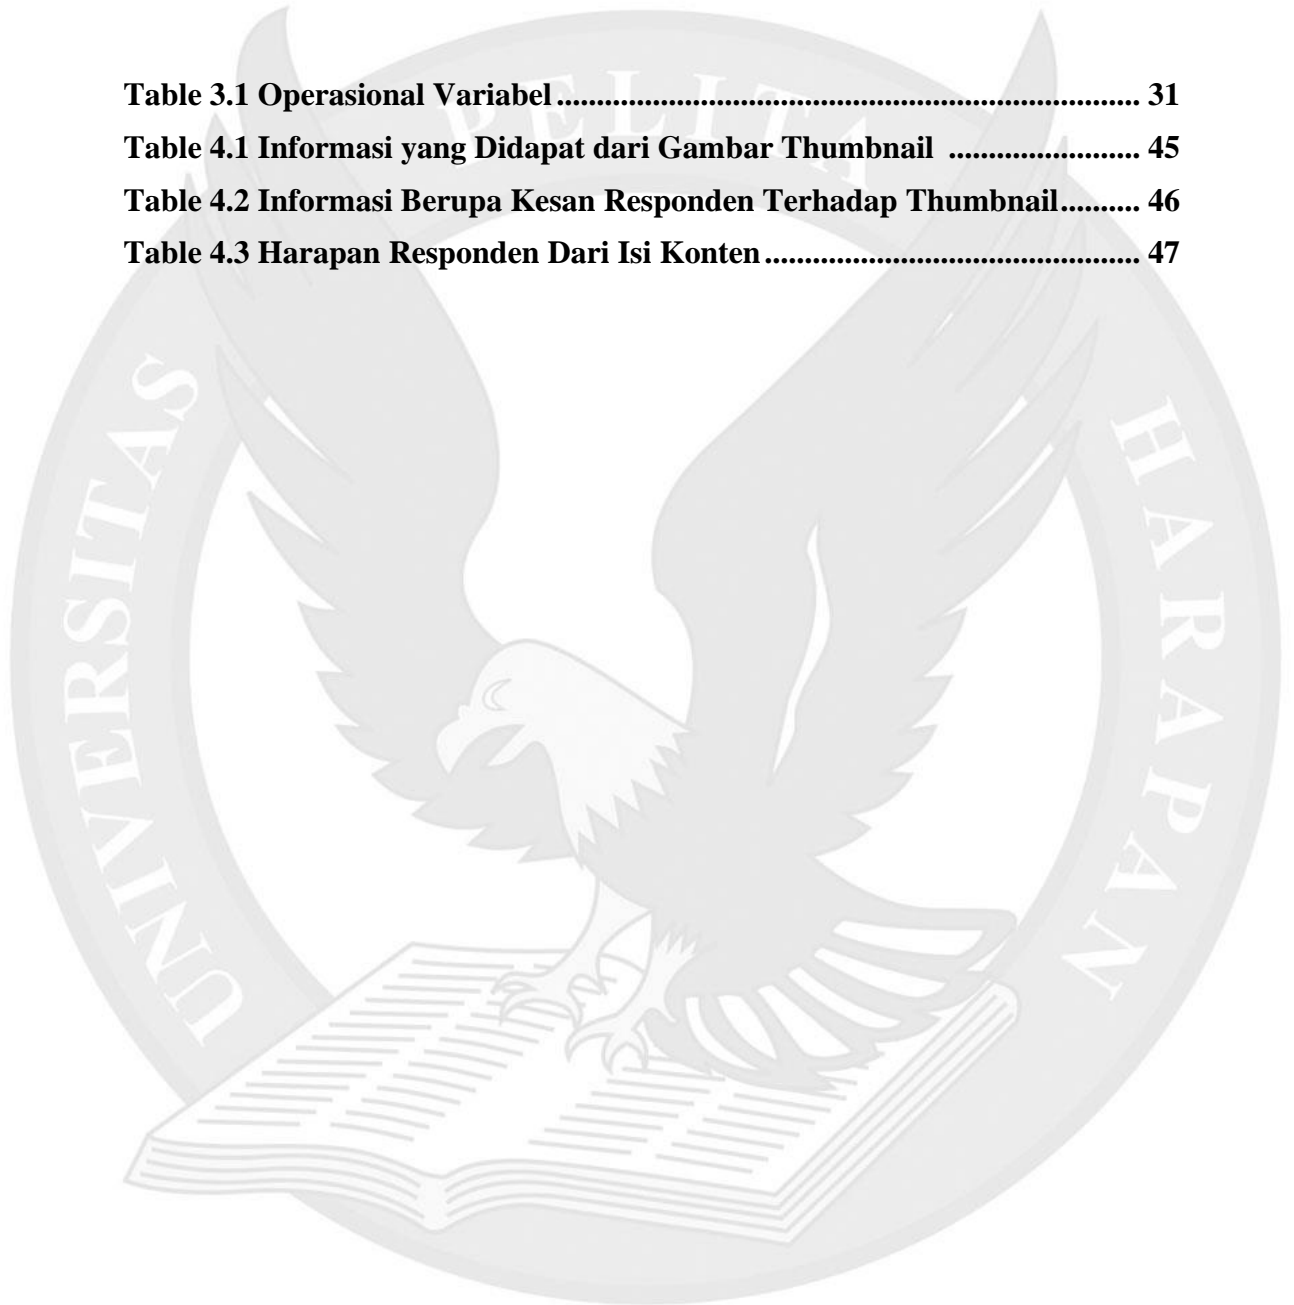 Table 3.1 Operasional Variabel .......................................................................... 31
Table 4.1 Informasi yang Didapat dari Gambar Thumbnail ........................ 45
Table 4.2 Informasi Berupa Kesan Responden Terhadap Thumbnail.......... 46
Table 4.3 Harapan Responden Dari Isi Konten ............................................... 47
UNIVERSITAS
PELITA
HARAPAN